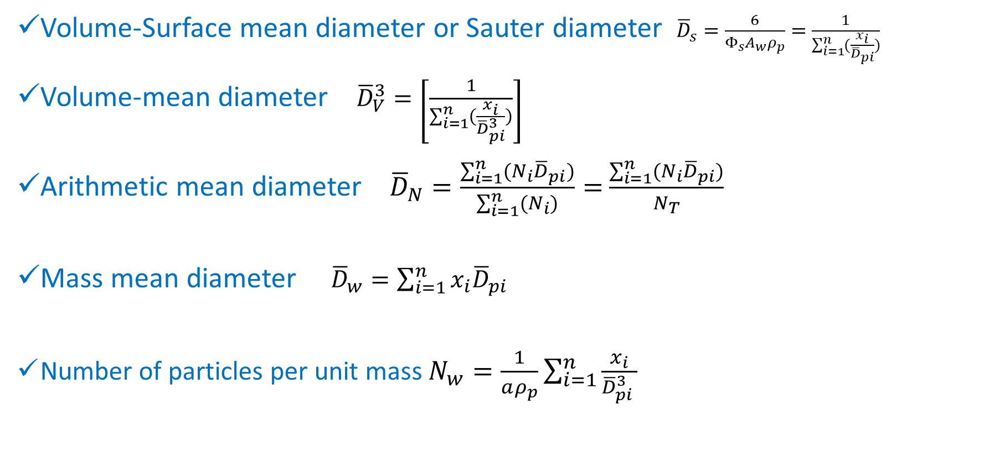 ✓Volume-Surface mean diameter or Sauter diameter $\overline{D}_s = \frac{6}{\Phi_s A_w \rho_p} = \frac{1}{\sum_{i=1}^{n}(\frac{x_i}{\overline{D}_{pi}})}$
✓Volume-mean diameter $\overline{D}_V^3 = \left[\frac{1}{\sum_{i=1}^{n}(\frac{x_i}{\overline{D}_{pi}^3})}\right]$
✓Arithmetic mean diameter $\overline{D}_N = \frac{\sum_{i=1}^{n}(N_i \overline{D}_{pi})}{\sum_{i=1}^{n}(N_i)} = \frac{\sum_{i=1}^{n}(N_i \overline{D}_{pi})}{N_T}$
✓Mass mean diameter $\overline{D}_w = \sum_{i=1}^{n} x_i \overline{D}_{pi}$
✓Number of particles per unit mass $N_w = \frac{1}{a\rho_p} \sum_{i=1}^{n} \frac{x_i}{\overline{D}_{pi}^3}$